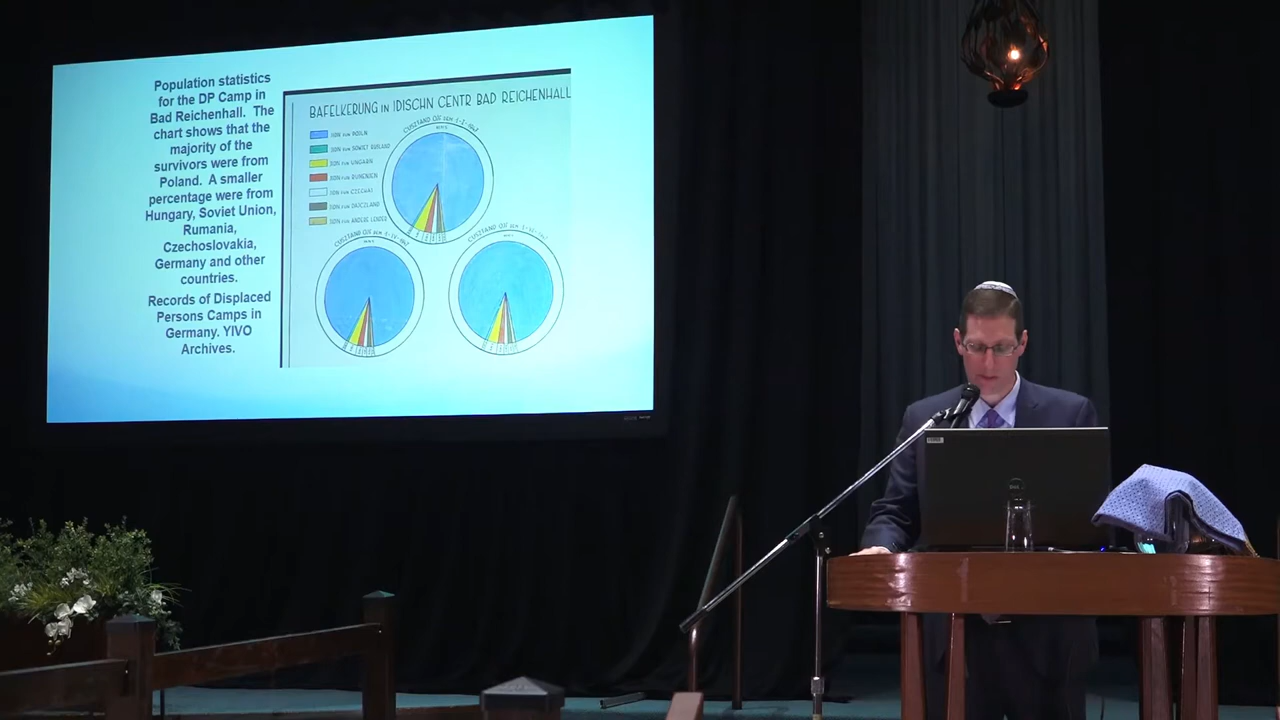 Population statistics
for the DP Camp in
Bad Reichenhall. The
chart shows that the
majority of the
survivors were from
Poland. A smaller
percentage were from
Hungary, Soviet Union,
Rumania,
Czechoslovakia,
Germany and other
countries.
Records of Displaced
Persons Camps in
Germany. YIVO
Archives.
BAFELKERUNG in IDISCHN CENTR BAD REICHENHALL